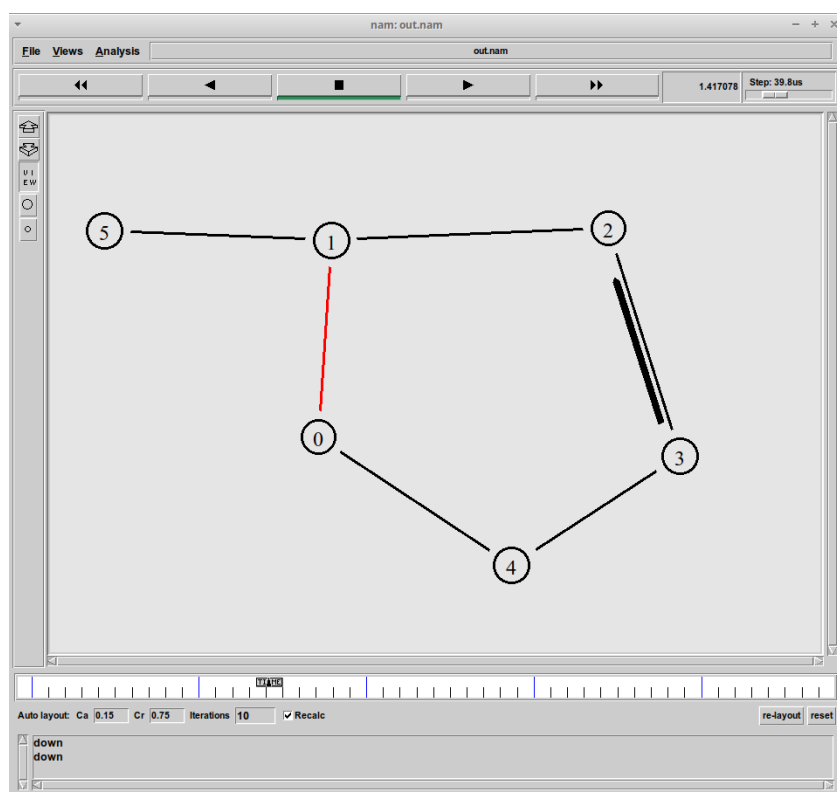 nam: out.nam
File Views Analysis out.nam
1.417078 Step: 39.8us
V I
E W
5
1
2
0
3
4
TIME
Auto layout: Ca 0.15 Cr 0.75 Iterations 10 Recalc re-layout reset
down
down